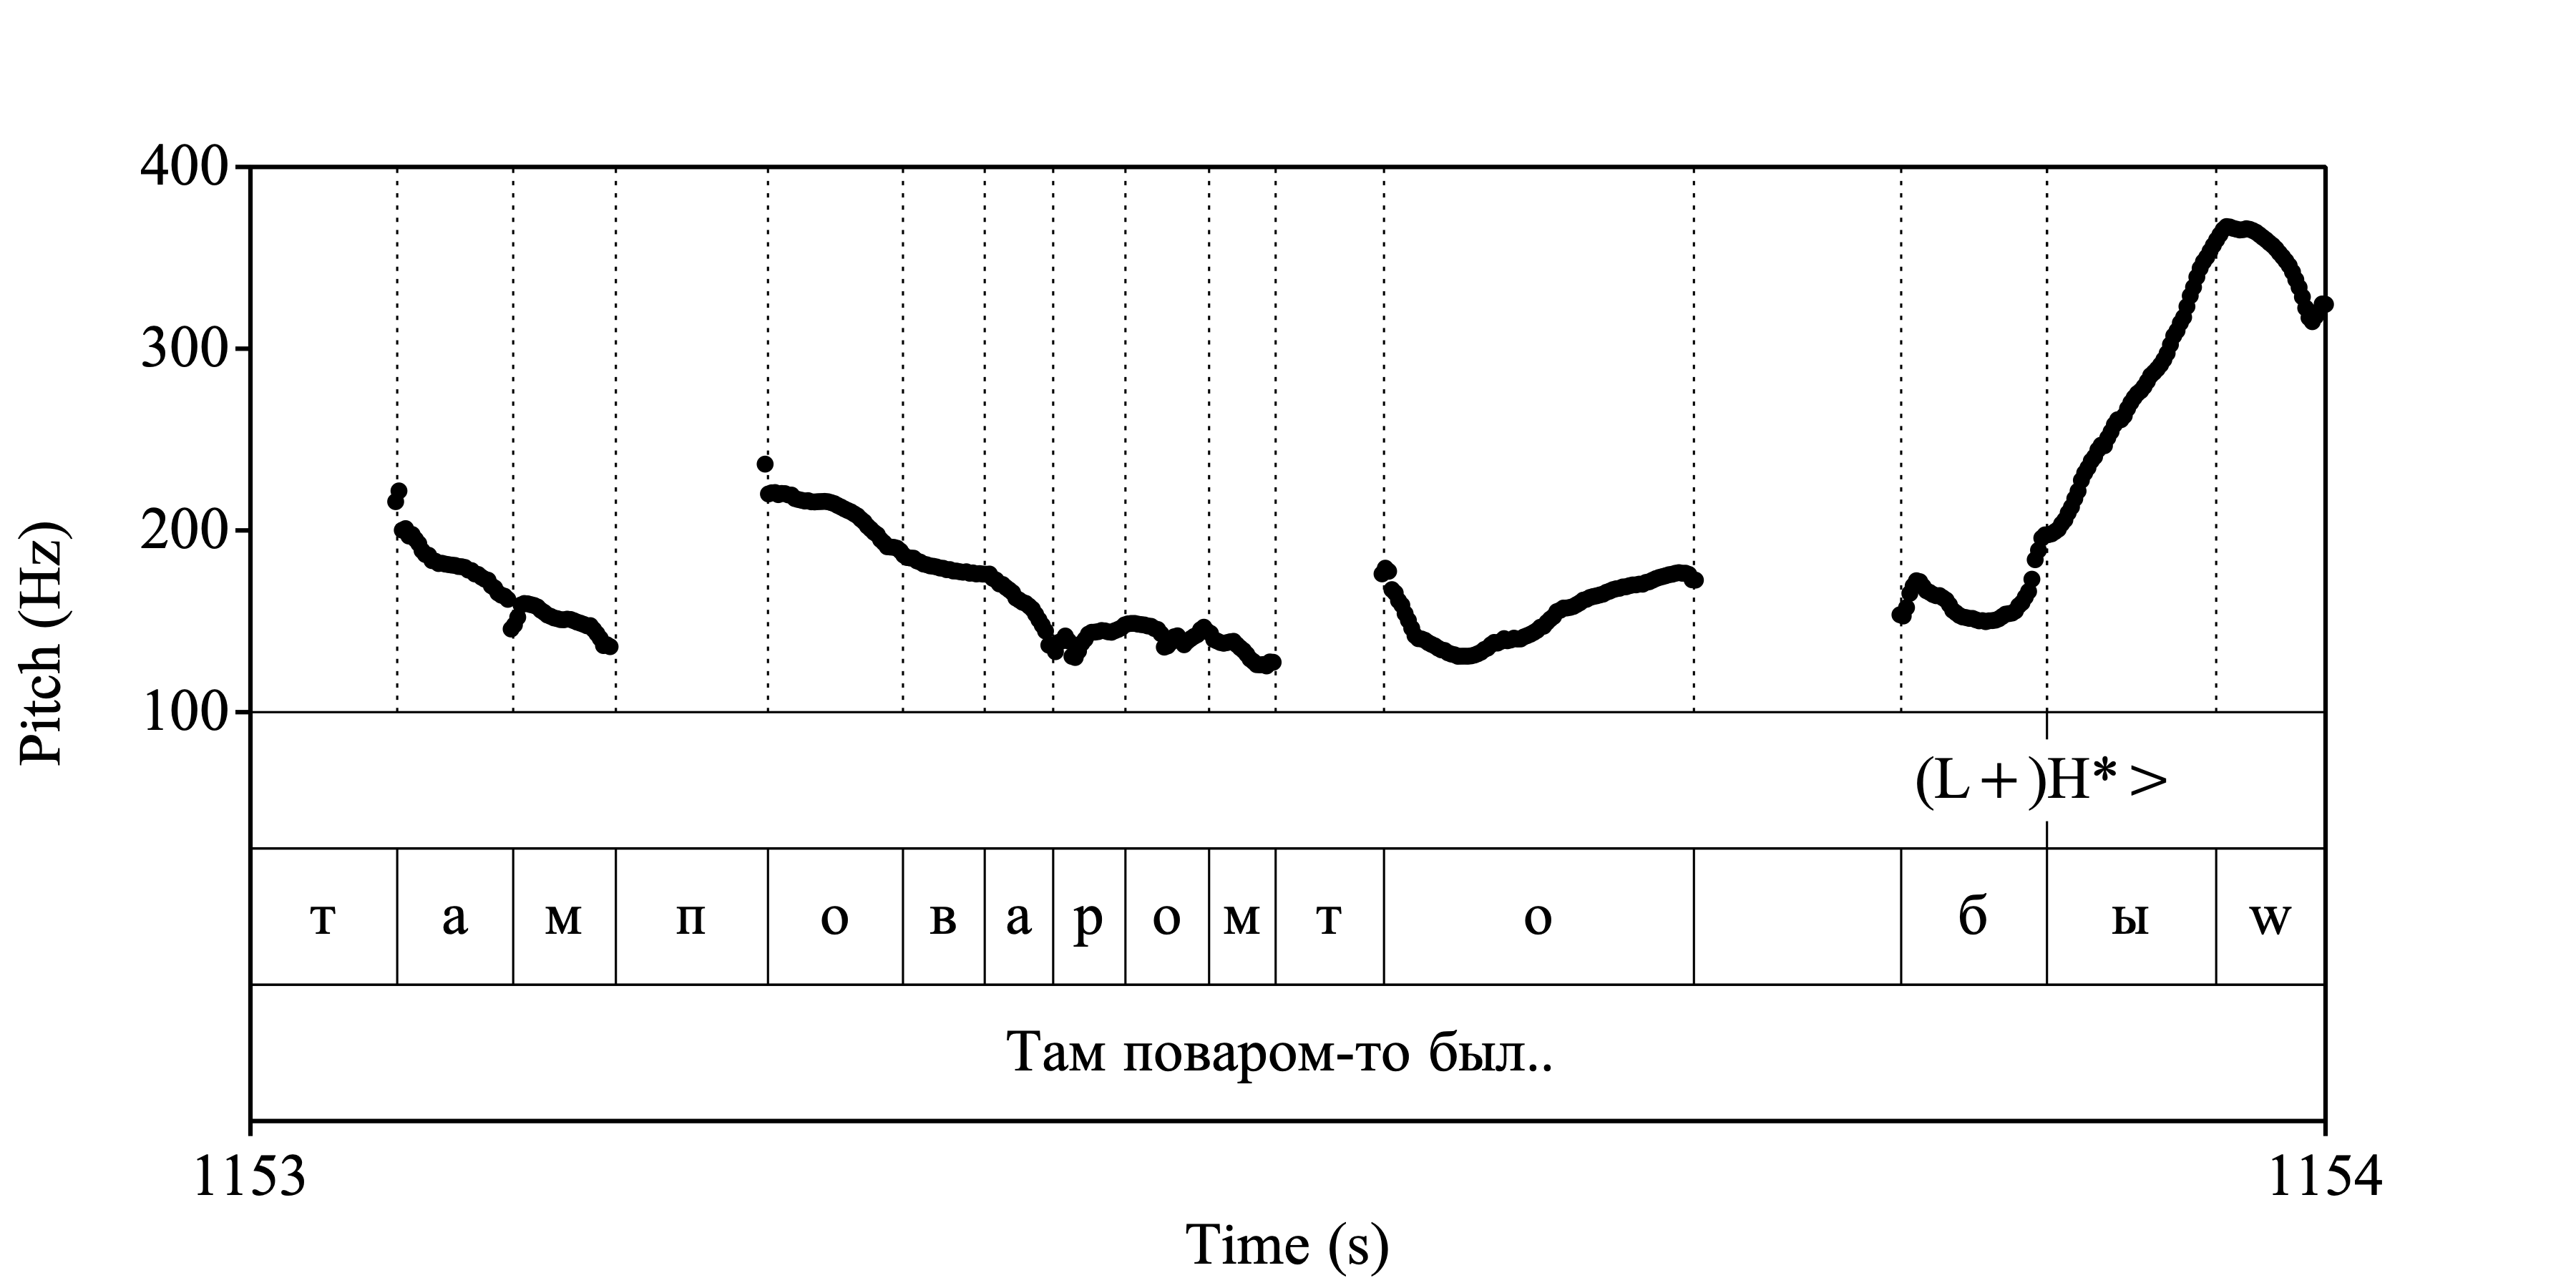 400
300
200
100
Pitch (Hz)
(L+)H*>
т а м п о в а р о м т о б ы w
Там поваром-то был..
1153 1154
Time (s)